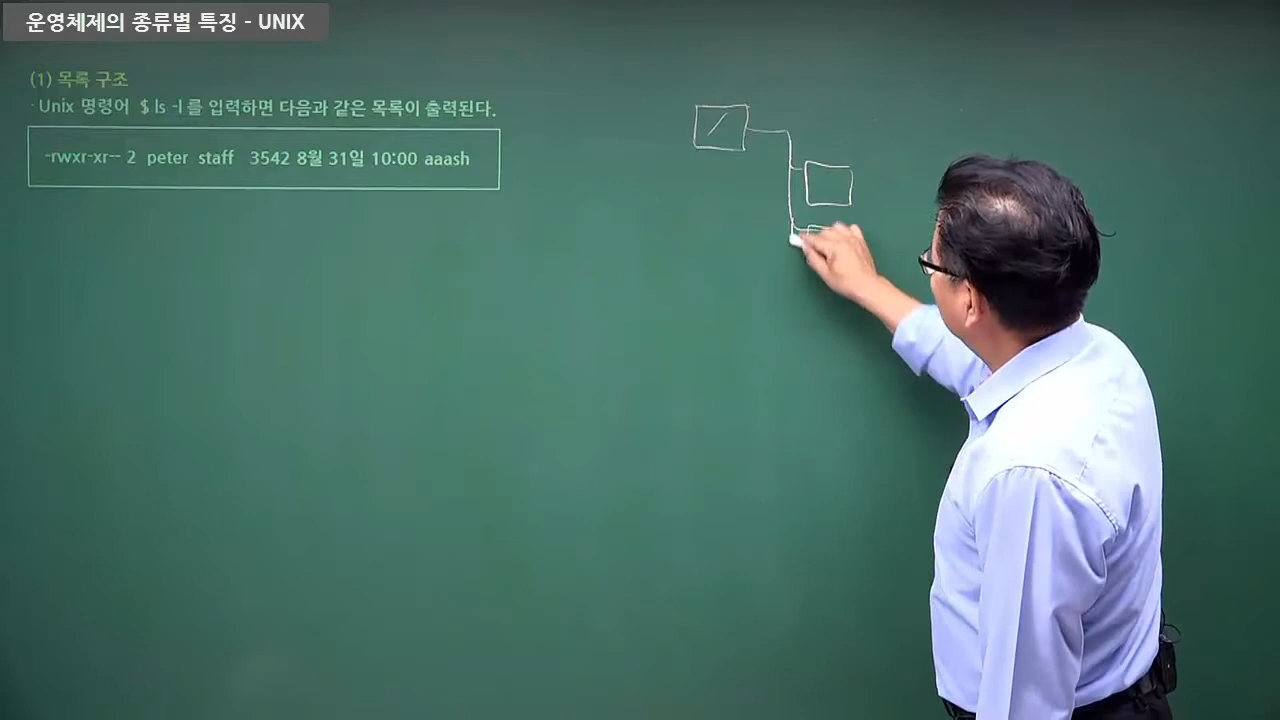 운영체제의 종류별 특징 - UNIX
(1) 목록 구조
· Unix 명령어 $ ls -l 를 입력하면 다음과 같은 목록이 출력된다.
-rwxr-xr-- 2 peter staff 3542 8월 31일 10:00 aaash
/